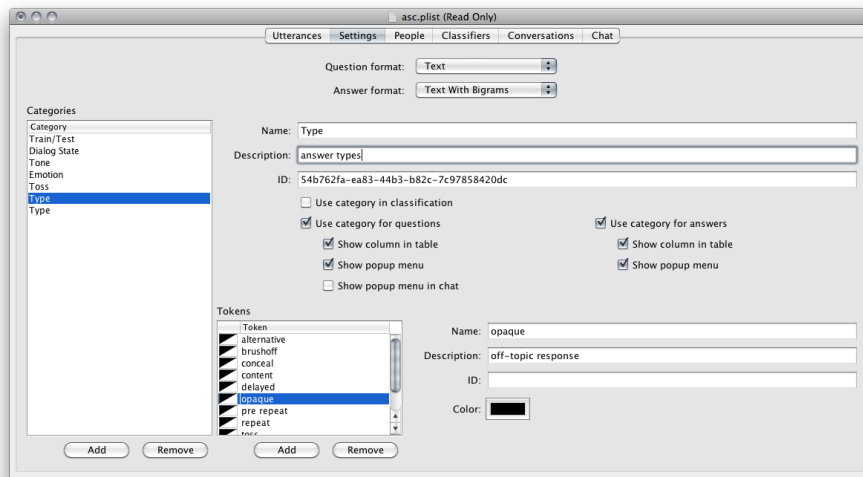 asc.plist (Read Only)
Utterances Settings People Classifiers Conversations Chat
Question format: Text
Answer format: Text With Bigrams
Categories
Category
Train/Test
Dialog State
Tone
Emotion
Toss
Type
Type
Add Remove
Name: Type
Description: answer types
ID: 54b762fa-ea83-44b3-b82c-7c97858420dc
Use category in classification
Use category for questions Use category for answers
Show column in table Show column in table
Show popup menu Show popup menu
Show popup menu in chat
Tokens
Token
alternative
brushoff
conceal
content
delayed
opaque
pre repeat
repeat
toss
Add Remove
Name: opaque
Description: off-topic response
ID:
Color: